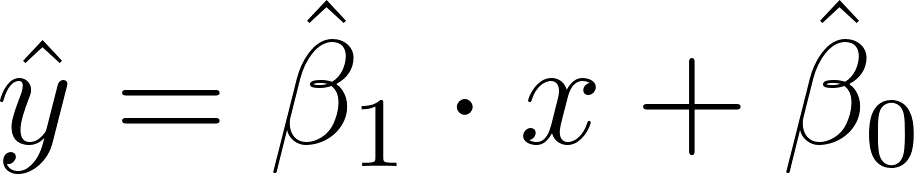 ŷ = β̂₁ · x + β̂₀